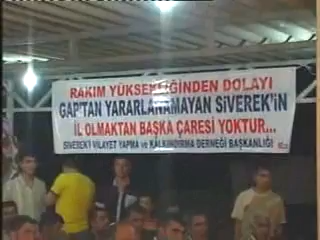 RAKIM YÜKSEKLİĞİNDEN DOLAYI
GAP'TAN YARARLANAMAYAN SİVEREK'İN
İL OLMAKTAN BAŞKA ÇARESİ YOKTUR...
SİVEREK'İ VİLAYET YAPMA ve KALKINDIRMA DERNEĞİ BAŞKANLIĞI